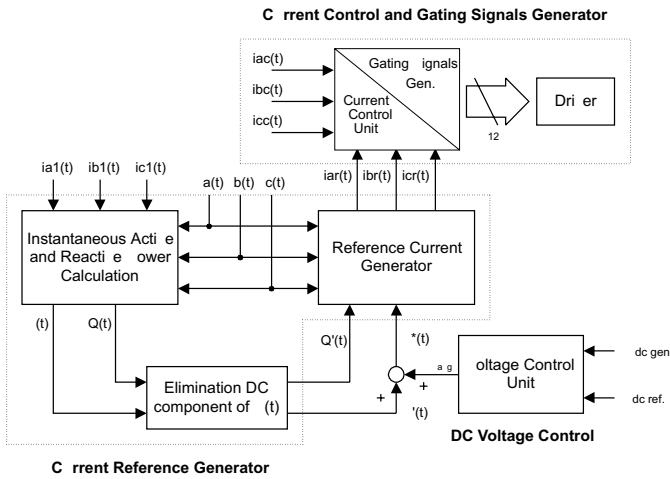 C rrent Control and Gating Signals Generator
iac(t)
ibc(t)
icc(t)
Gating ignals
Gen.
Current
Control
Unit
12
Dri er
ia1(t) ib1(t) ic1(t)
a(t) b(t) c(t)
iar(t) ibr(t) icr(t)
Instantaneous Acti e
and Reacti e ower
Calculation
Reference Current
Generator
(t) Q(t)
Q'(t)
*(t)
Elimination DC
component of (t)
+
+
a g
'(t)
oltage Control
Unit
dc gen
dc ref.
DC Voltage Control
C rrent Reference Generator